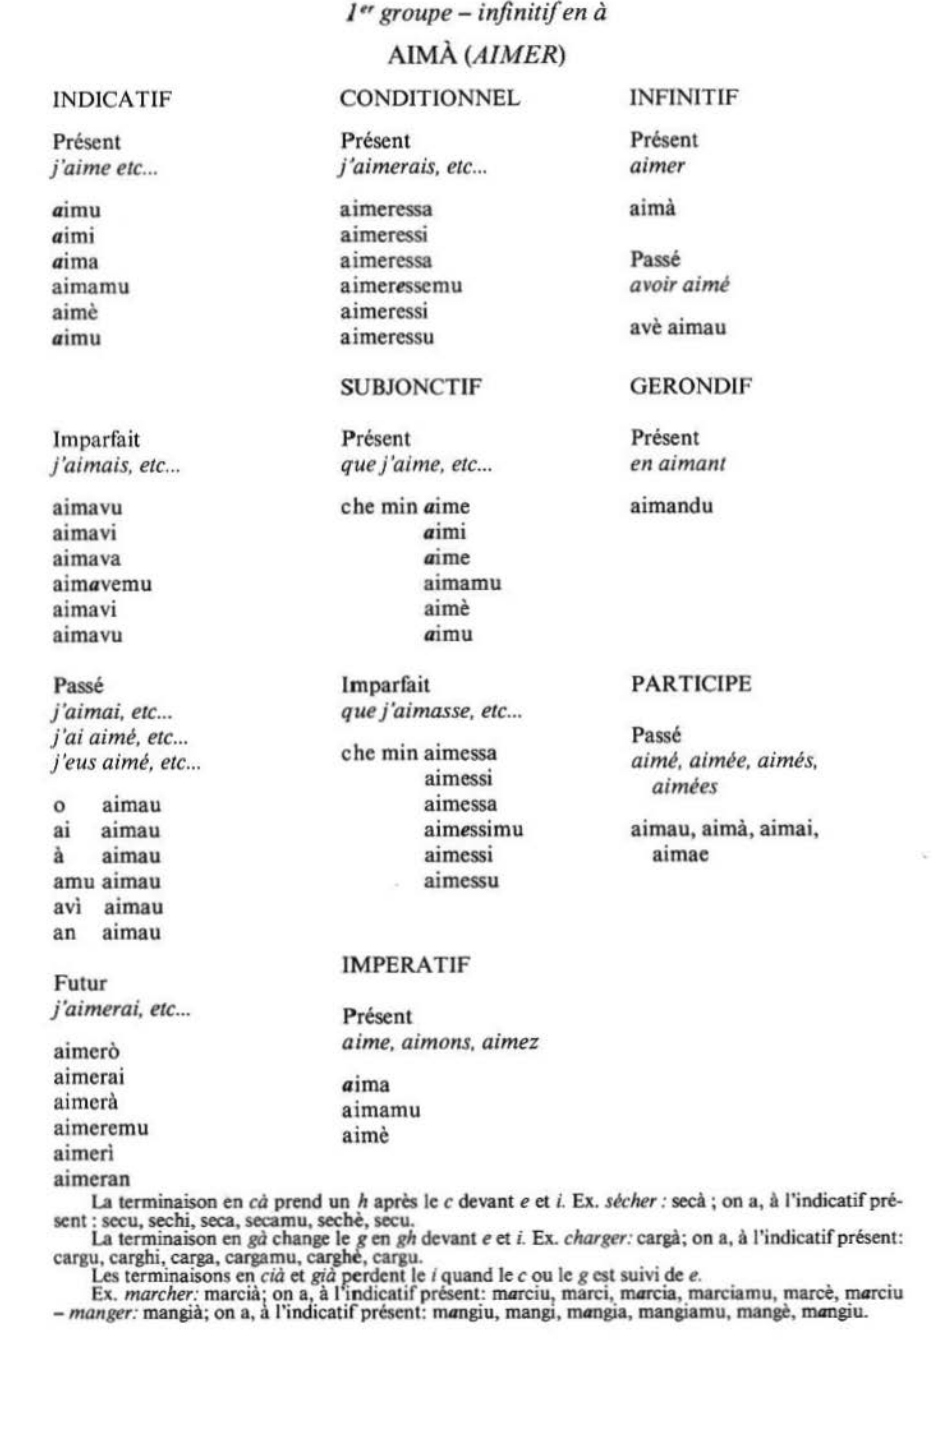 1er groupe – infinitif en à
AIMÀ (AIMER)
INDICATIF
Présent
j'aime etc...
aimu
aimi
aima
aimamu
aimè
aimu
Imparfait
j'aimais, etc...
aimavu
aimavi
aimava
aimavemu
aimavi
aimavu
Passé
j'aimai, etc...
j'ai aimé, etc...
j'eus aimé, etc...
o aimau
ai aimau
à aimau
amu aimau
avì aimau
an aimau
Futur
j'aimerai, etc...
aimerò
aimerai
aimerà
aimeremu
aimerì
aimeran
CONDITIONNEL
Présent
j'aimerais, etc...
aimeressa
aimeressi
aimeressa
aimeressemu
aimeressi
aimeressu
SUBJONCTIF
Présent
que j'aime, etc...
che min aime
aimi
aime
aimamu
aimè
aimu
Imparfait
que j'aimasse, etc...
che min aimessa
aimessi
aimessa
aimessimu
aimessi
aimessu
IMPERATIF
Présent
aime, aimons, aimez
aima
aimamu
aimè
INFINITIF
Présent
aimer
aimà
Passé
avoir aimé
avè aimau
GERONDIF
Présent
en aimant
aimandu
PARTICIPE
Passé
aimé, aimée, aimés,
aimées
aimau, aimà, aimai,
aimae
La terminaison en cà prend un h après le c devant e et i. Ex. sécher : secà ; on a, à l'indicatif pré-
sent : secu, sechi, seca, secamu, sechè, secu.
La terminaison en gà change le g en gh devant e et i. Ex. charger: cargà; on a, à l'indicatif présent:
cargu, carghi, carga, cargamu, carghè, cargu.
Les terminaisons en cià et già perdent le i quand le c ou le g est suivi de e.
Ex. marcher: marcià; on a, à l'indicatif présent: marciu, marci, marcia, marciamu, marcè, marciu
– manger: mangià; on a, à l'indicatif présent: mangiu, mangi, mangia, mangiamu, mangè, mangiu.